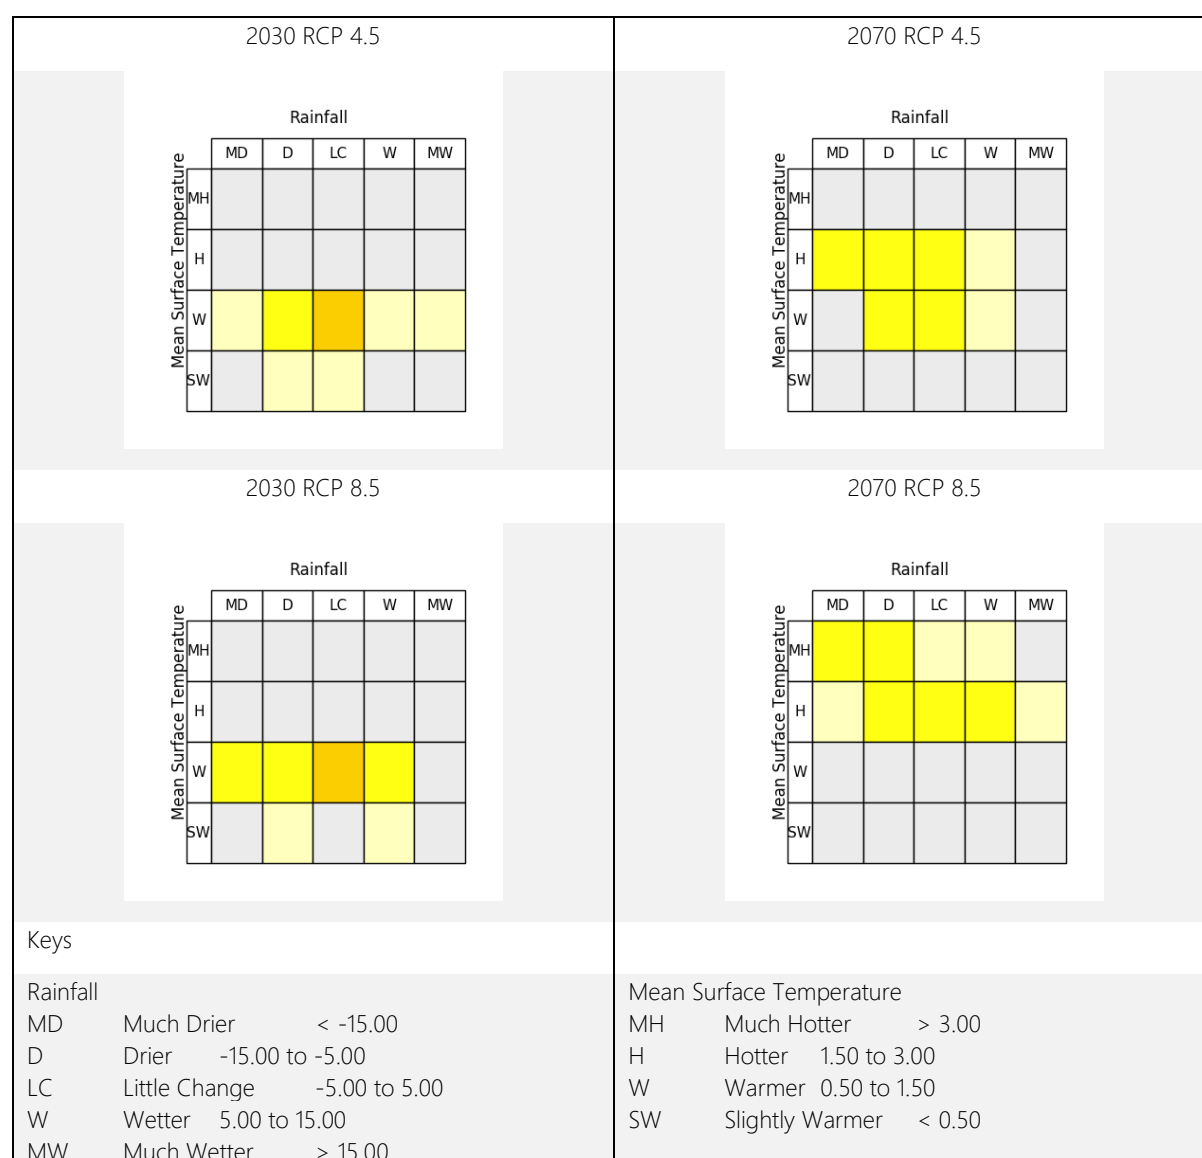 2030 RCP 4.5
2070 RCP 4.5
Rainfall
MD D LC W MW
Mean Surface Temperature
MH
H
W
SW
Rainfall
MD D LC W MW
Mean Surface Temperature
MH
H
W
SW
2030 RCP 8.5
2070 RCP 8.5
Rainfall
MD D LC W MW
Mean Surface Temperature
MH
H
W
SW
Rainfall
MD D LC W MW
Mean Surface Temperature
MH
H
W
SW
Keys
Rainfall
MD Much Drier < -15.00
D Drier -15.00 to -5.00
LC Little Change -5.00 to 5.00
W Wetter 5.00 to 15.00
MW Much Wetter > 15.00
Mean Surface Temperature
MH Much Hotter > 3.00
H Hotter 1.50 to 3.00
W Warmer 0.50 to 1.50
SW Slightly Warmer < 0.50